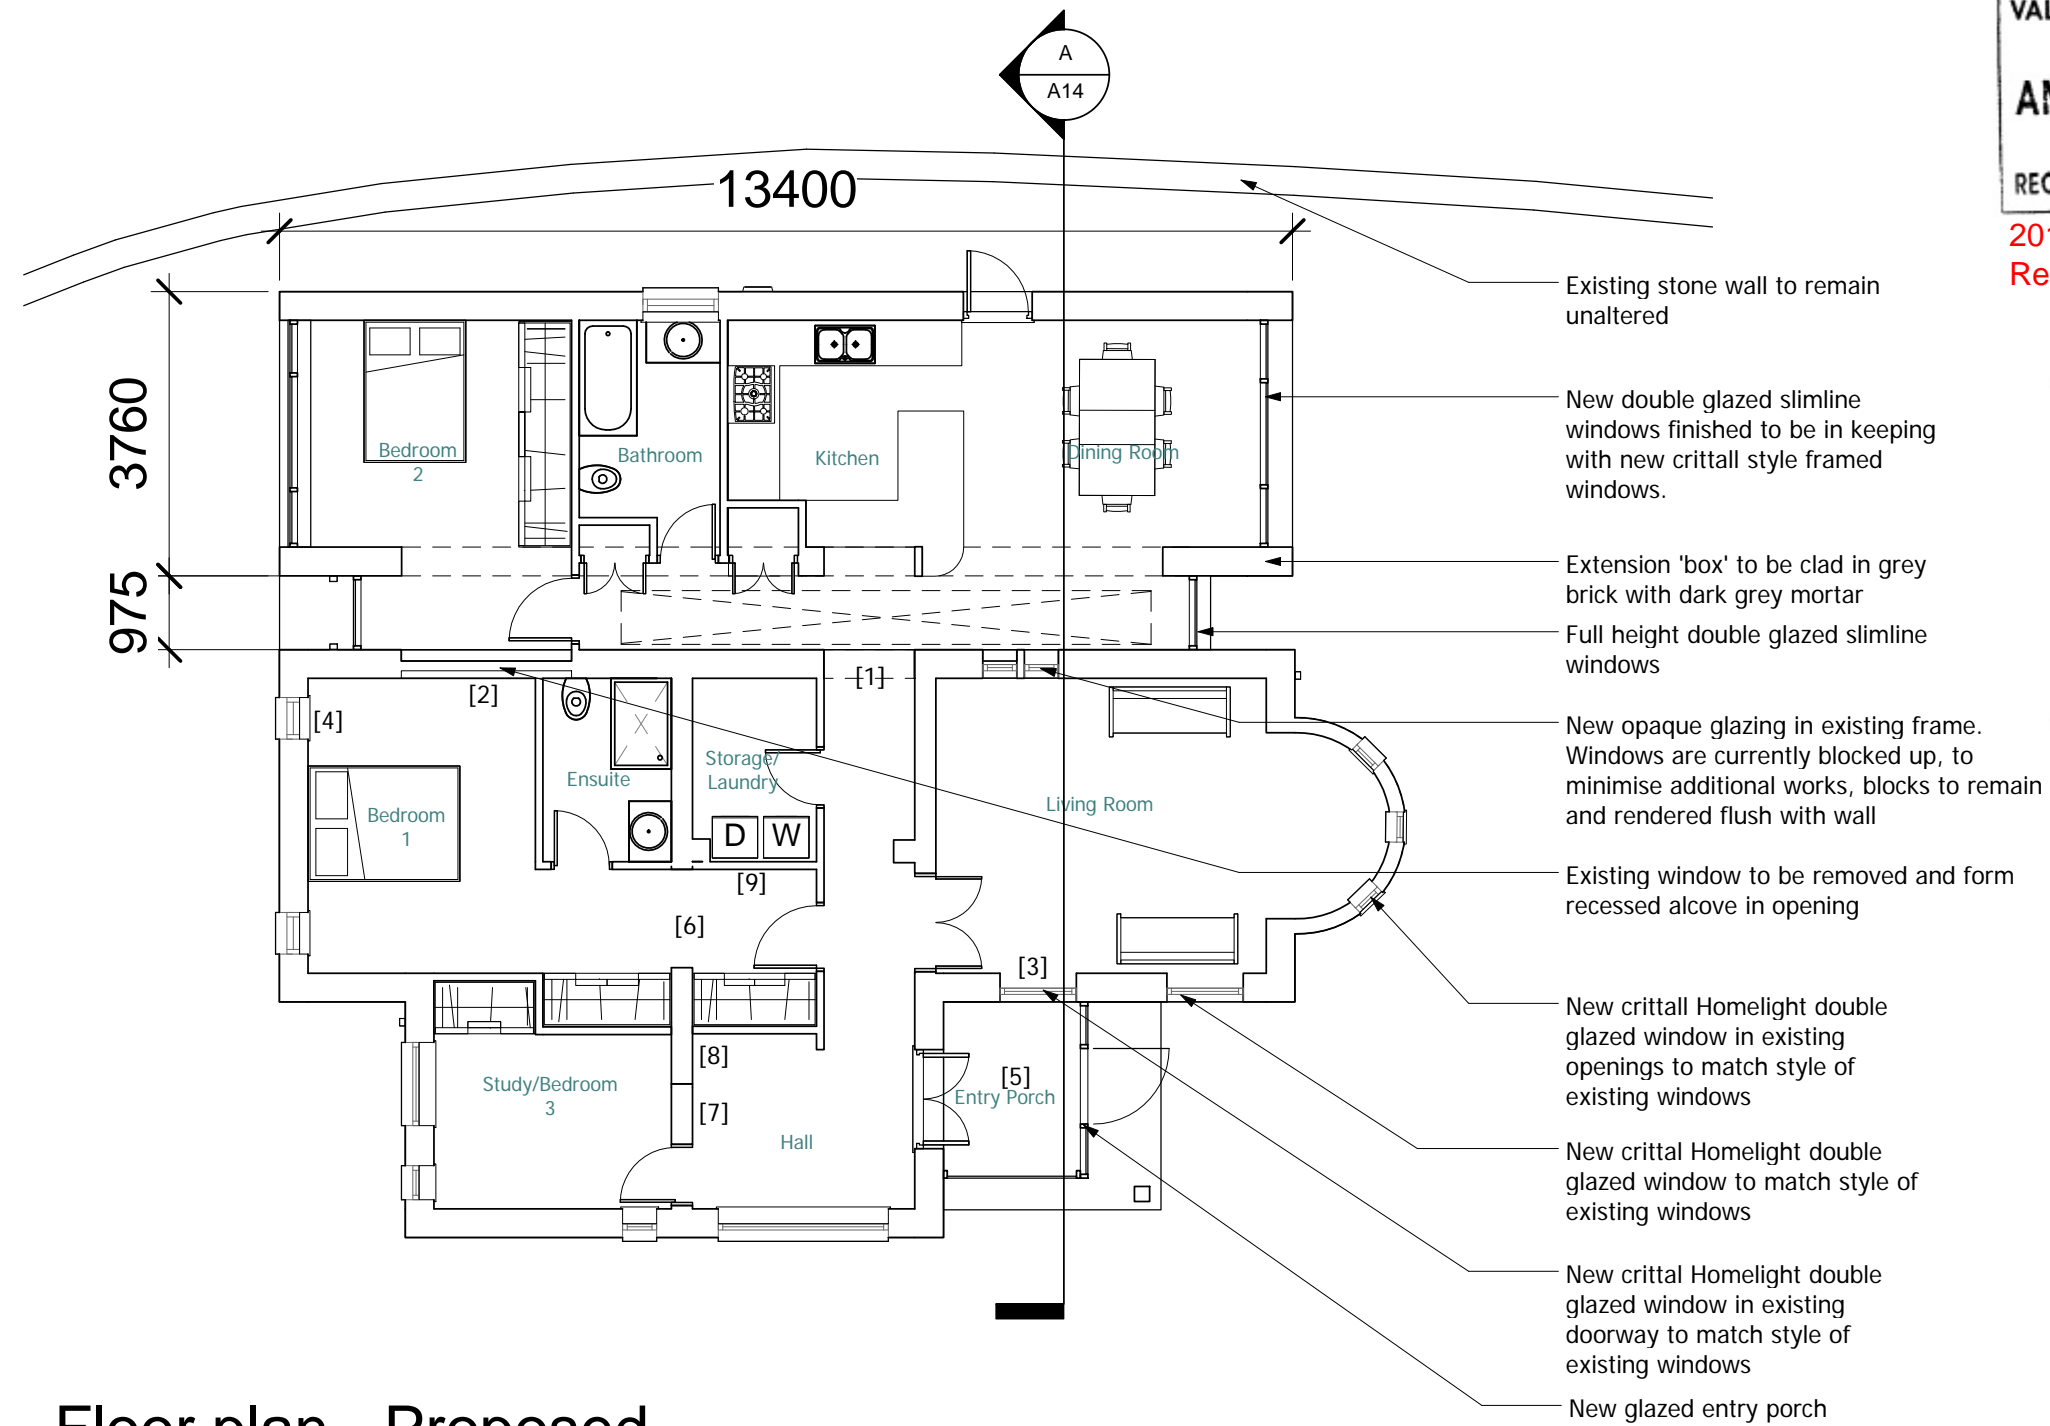 A
A14
13400
3760
975
Existing stone wall to remain
unaltered
New double glazed slimline
windows finished to be in keeping
with new crittall style framed
windows.
Extension 'box' to be clad in grey
brick with dark grey mortar
Full height double glazed slimline
windows
New opaque glazing in existing frame.
Windows are currently blocked up, to
minimise additional works, blocks to remain
and rendered flush with wall
Existing window to be removed and form
recessed alcove in opening
New crittall Homelight double
glazed window in existing
openings to match style of
existing windows
New crittal Homelight double
glazed window to match style of
existing windows
New crittal Homelight double
glazed window in existing
doorway to match style of
existing windows
New glazed entry porch
Bedroom
2
Bathroom
Kitchen
Dining Room
[1]
[2]
[4]
Storage/
Laundry
Ensuite
Bedroom
1
Living Room
D
W
[9]
[6]
[3]
[8]
[5]
Study/Bedroom
3
Entry Porch
[7]
Hall
Floor plan - Proposed